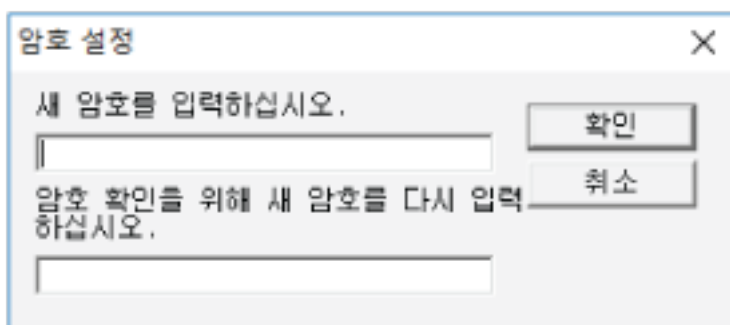 암호 설정
새 암호를 입력하십시오.
확인
취소
암호 확인을 위해 새 암호를 다시 입력
하십시오.